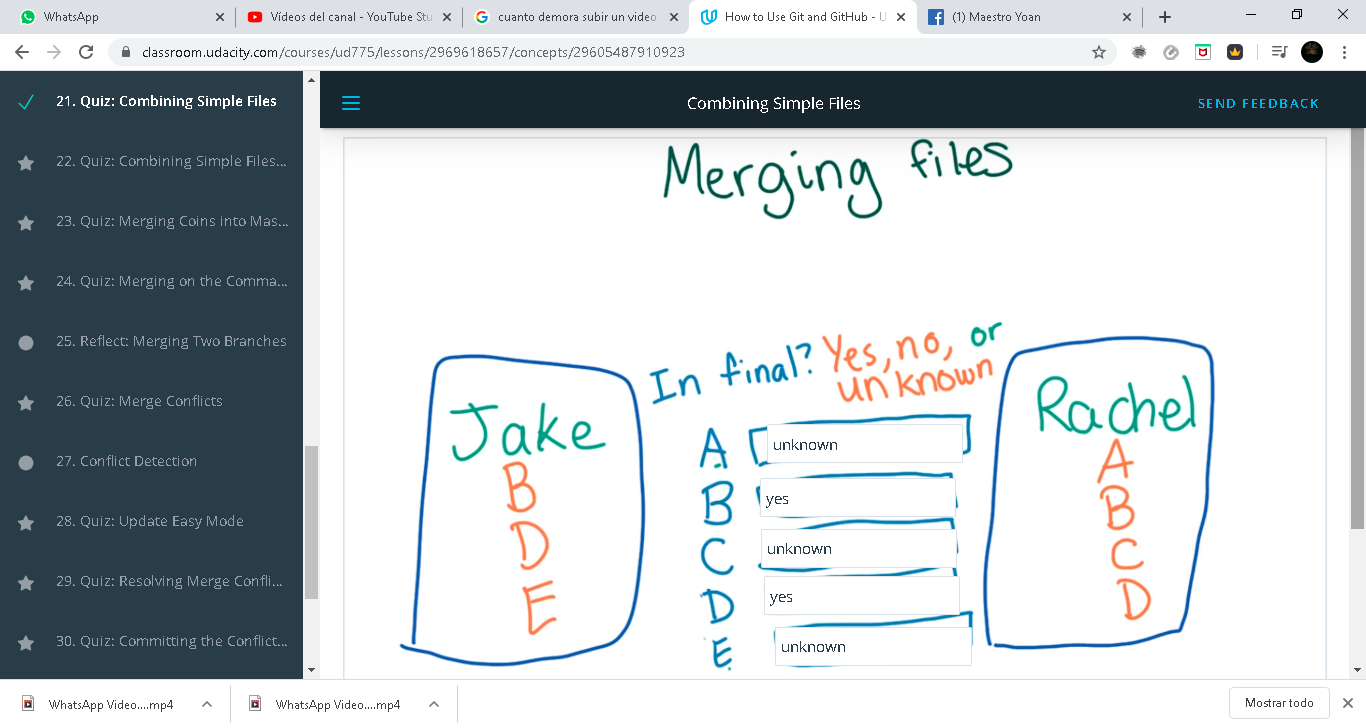 WhatsApp
Vídeos del canal - YouTube Stu
cuanto demora subir un video
How to Use Git and GitHub - U
(1) Maestro Yoan
classroom.udacity.com/courses/ud775/lessons/2969618657/concepts/29605487910923
21. Quiz: Combining Simple Files
22. Quiz: Combining Simple Files...
23. Quiz: Merging Coins into Mas...
24. Quiz: Merging on the Comma...
25. Reflect: Merging Two Branches
26. Quiz: Merge Conflicts
27. Conflict Detection
28. Quiz: Update Easy Mode
29. Quiz: Resolving Merge Confli...
30. Quiz: Committing the Conflict...
Combining Simple Files
SEND FEEDBACK
Merging files
Jake
B
D
E
In final? Yes, no, or
unknown
A unknown
B yes
C unknown
D yes
E unknown
Rachel
A
B
C
D
WhatsApp Video....mp4
WhatsApp Video....mp4
Mostrar todo